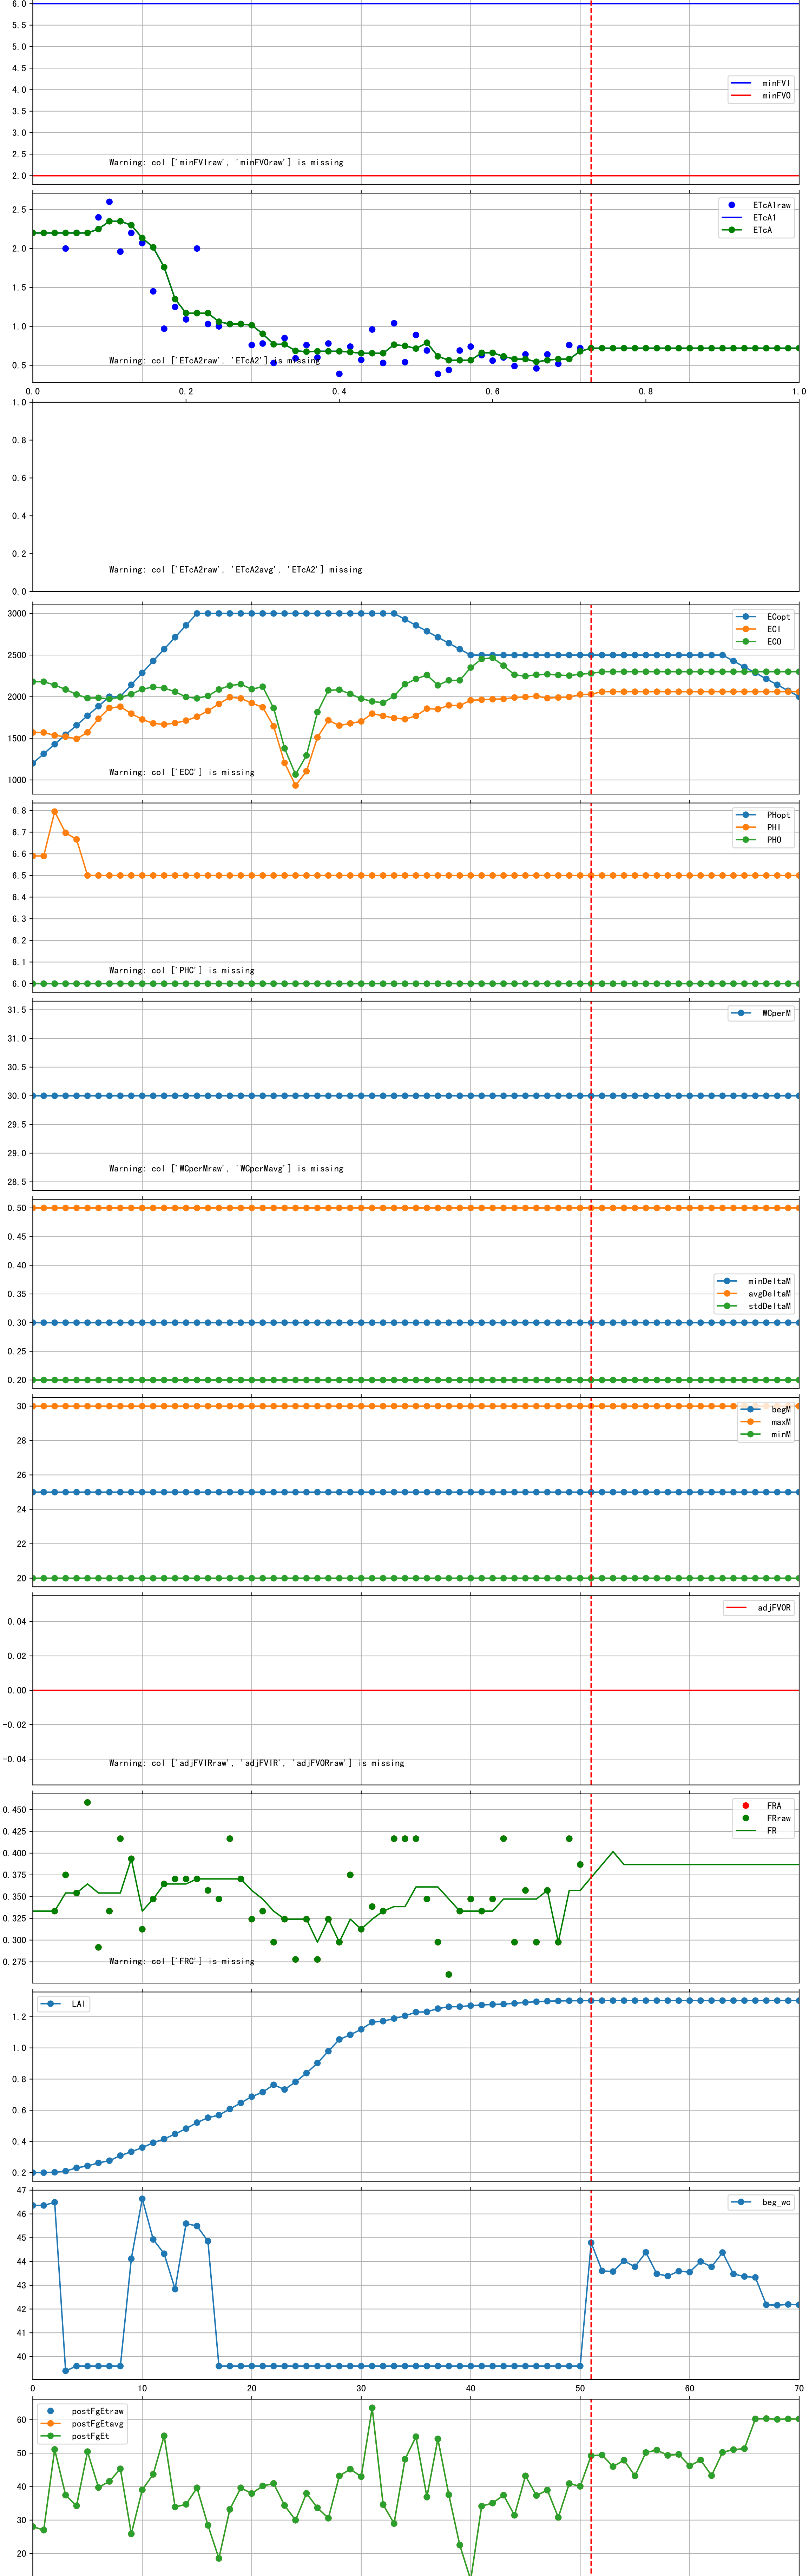 6.0
5.5
5.0
4.5
4.0
3.5
3.0
2.5
2.0
minFVI
minFVO
Warning: col ['minFVIraw', 'minFVOraw'] is missing
2.5
2.0
1.5
1.0
0.5
ETcA1raw
ETcA1
ETcA
Warning: col ['ETcA2raw', 'ETcA2'] is missing
0.0 0.2 0.4 0.6 0.8 1.0
1.0
0.8
0.6
0.4
0.2
0.0
Warning: col ['ETcA2raw', 'ETcA2avg', 'ETcA2'] missing
3000
2500
2000
1500
1000
ECopt
ECI
ECO
Warning: col ['ECC'] is missing
6.8
6.7
6.6
6.5
6.4
6.3
6.2
6.1
6.0
PHopt
PHI
PHO
Warning: col ['PHC'] is missing
31.5
31.0
30.5
30.0
29.5
29.0
28.5
WCperM
Warning: col ['WCperMraw', 'WCperMavg'] is missing
0.50
0.45
0.40
0.35
0.30
0.25
0.20
minDeltaM
avgDeltaM
stdDeltaM
30
28
26
24
22
20
begM
maxM
minM
0.04
0.02
0.00
-0.02
-0.04
adjFVOR
Warning: col ['adjFVIRraw', 'adjFVIR', 'adjFVORraw'] is missing
0.450
0.425
0.400
0.375
0.350
0.325
0.300
0.275
FRA
FRraw
FR
Warning: col ['FRC'] is missing
1.2
1.0
0.8
0.6
0.4
0.2
LAI
47
46
45
44
43
42
41
40
beg_wc
0 10 20 30 40 50 60 70
60
50
40
30
20
postFgEtraw
postFgEtavg
postFgEt